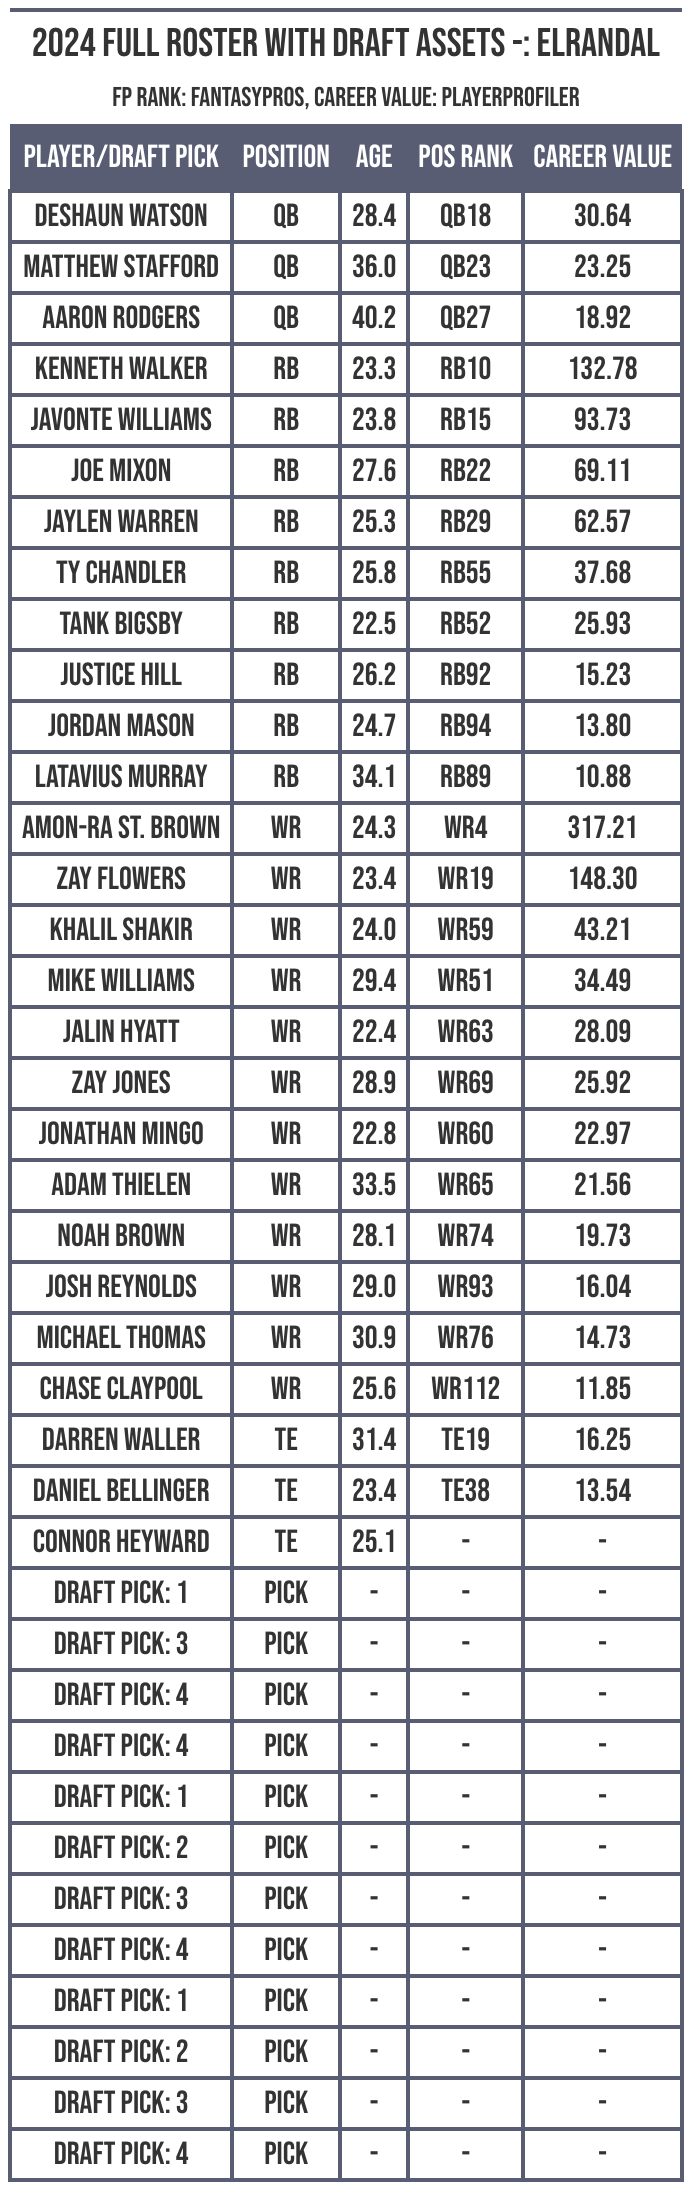 2024 FULL ROSTER WITH DRAFT ASSETS -: ELRANDAL
FP RANK: FANTASYPROS, CAREER VALUE: PLAYERPROFILER
PLAYER/DRAFT PICK POSITION AGE POS RANK CAREER VALUE
DESHAUN WATSON QB 28.4 QB18 30.64
MATTHEW STAFFORD QB 36.0 QB23 23.25
AARON RODGERS QB 40.2 QB27 18.92
KENNETH WALKER RB 23.3 RB10 132.78
JAVONTE WILLIAMS RB 23.8 RB15 93.73
JOE MIXON RB 27.6 RB22 69.11
JAYLEN WARREN RB 25.3 RB29 62.57
TY CHANDLER RB 25.8 RB55 37.68
TANK BIGSBY RB 22.5 RB52 25.93
JUSTICE HILL RB 26.2 RB92 15.23
JORDAN MASON RB 24.7 RB94 13.80
LATAVIUS MURRAY RB 34.1 RB89 10.88
AMON-RA ST. BROWN WR 24.3 WR4 317.21
ZAY FLOWERS WR 23.4 WR19 148.30
KHALIL SHAKIR WR 24.0 WR59 43.21
MIKE WILLIAMS WR 29.4 WR51 34.49
JALIN HYATT WR 22.4 WR63 28.09
ZAY JONES WR 28.9 WR69 25.92
JONATHAN MINGO WR 22.8 WR60 22.97
ADAM THIELEN WR 33.5 WR65 21.56
NOAH BROWN WR 28.1 WR74 19.73
JOSH REYNOLDS WR 29.0 WR93 16.04
MICHAEL THOMAS WR 30.9 WR76 14.73
CHASE CLAYPOOL WR 25.6 WR112 11.85
DARREN WALLER TE 31.4 TE19 16.25
DANIEL BELLINGER TE 23.4 TE38 13.54
CONNOR HEYWARD TE 25.1 - -
DRAFT PICK: 1 PICK - - -
DRAFT PICK: 3 PICK - - -
DRAFT PICK: 4 PICK - - -
DRAFT PICK: 4 PICK - - -
DRAFT PICK: 1 PICK - - -
DRAFT PICK: 2 PICK - - -
DRAFT PICK: 3 PICK - - -
DRAFT PICK: 4 PICK - - -
DRAFT PICK: 1 PICK - - -
DRAFT PICK: 2 PICK - - -
DRAFT PICK: 3 PICK - - -
DRAFT PICK: 4 PICK - - -